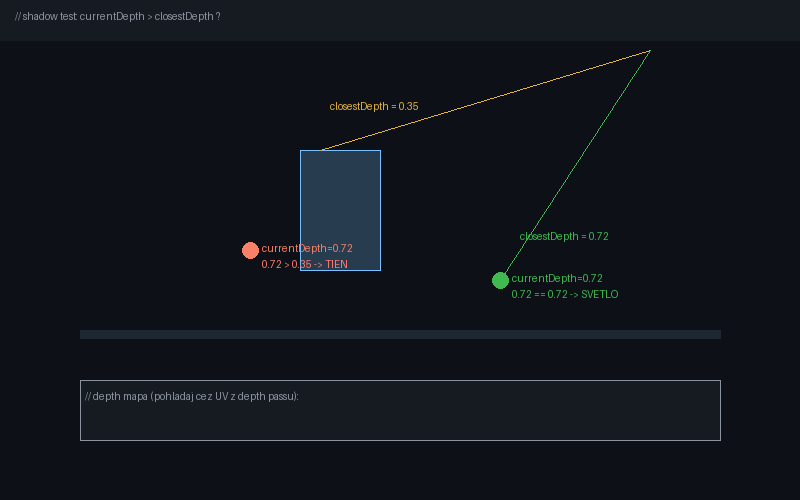 // shadow test: currentDepth > closestDepth ?
closestDepth = 0.35
closestDepth = 0.72
currentDepth=0.72
0.72 > 0.35 -> TIEN
currentDepth=0.72
0.72 == 0.72 -> SVETLO
// depth mapa (pohladaj cez UV z depth passu):